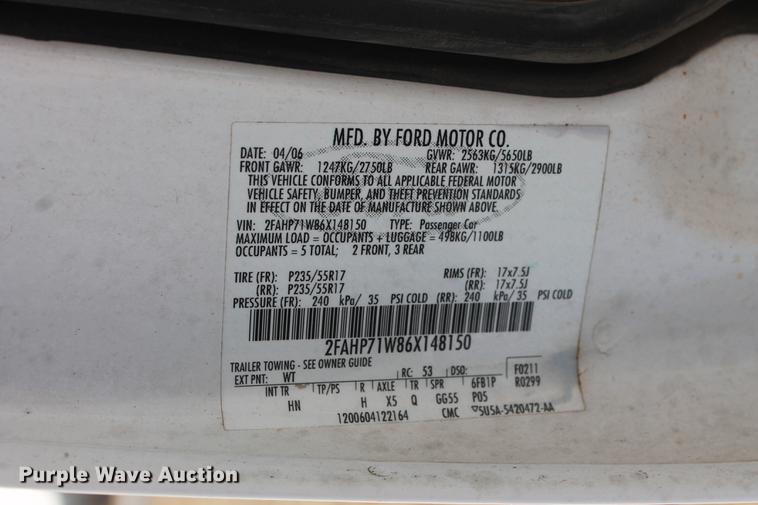 MFD. BY FORD MOTOR CO.
DATE: 04/06 GVWR: 2563KG/5650LB
FRONT GAWR: 1247KG/2750LB REAR GAWR: 1315KG/2900LB
THIS VEHICLE CONFORMS TO ALL APPLICABLE FEDERAL MOTOR
VEHICLE SAFETY, BUMPER, AND THEFT PREVENTION STANDARDS
IN EFFECT ON THE DATE OF MANUFACTURE SHOWN ABOVE.
VIN: 2FAHP71W86X148150 TYPE: Passenger Car
MAXIMUM LOAD = OCCUPANTS + LUGGAGE = 498KG/1100LB
OCCUPANTS = 5 TOTAL: 2 FRONT, 3 REAR
TIRE (FR): P235/55R17 RIMS (FR): 17x7.5J
(RR): P235/55R17 (RR): 17x7.5J
PRESSURE (FR): 240 kPa/ 35 PSI COLD (RR): 240 kPa/ 35 PSI COLD
2FAHP71W86X148150
TRAILER TOWING - SEE OWNER GUIDE
EXT PNT: WT RC: 53 DSO: F0211
INT TR TP/PS R AXLE TR SPR 6FB1P R0299
HN H X5 Q GG55 P05
1200604122164 CMC 5U5A-5420472-AA
Purple Wave Auction